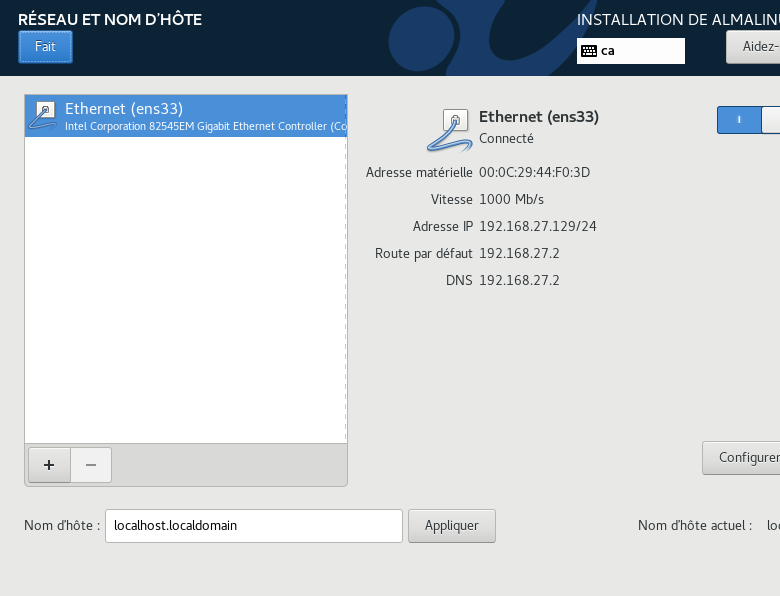 RÉSEAU ET NOM D'HÔTE
INSTALLATION DE ALMALINU
Fait
ca
Aidez-
Ethernet (ens33)
Intel Corporation 82545EM Gigabit Ethernet Controller (Co
Ethernet (ens33)
Connecté
Adresse matérielle 00:0C:29:44:F0:3D
Vitesse 1000 Mb/s
Adresse IP 192.168.27.129/24
Route par défaut 192.168.27.2
DNS 192.168.27.2
+ −
Configurer
Nom d'hôte : localhost.localdomain Appliquer
Nom d'hôte actuel : loc